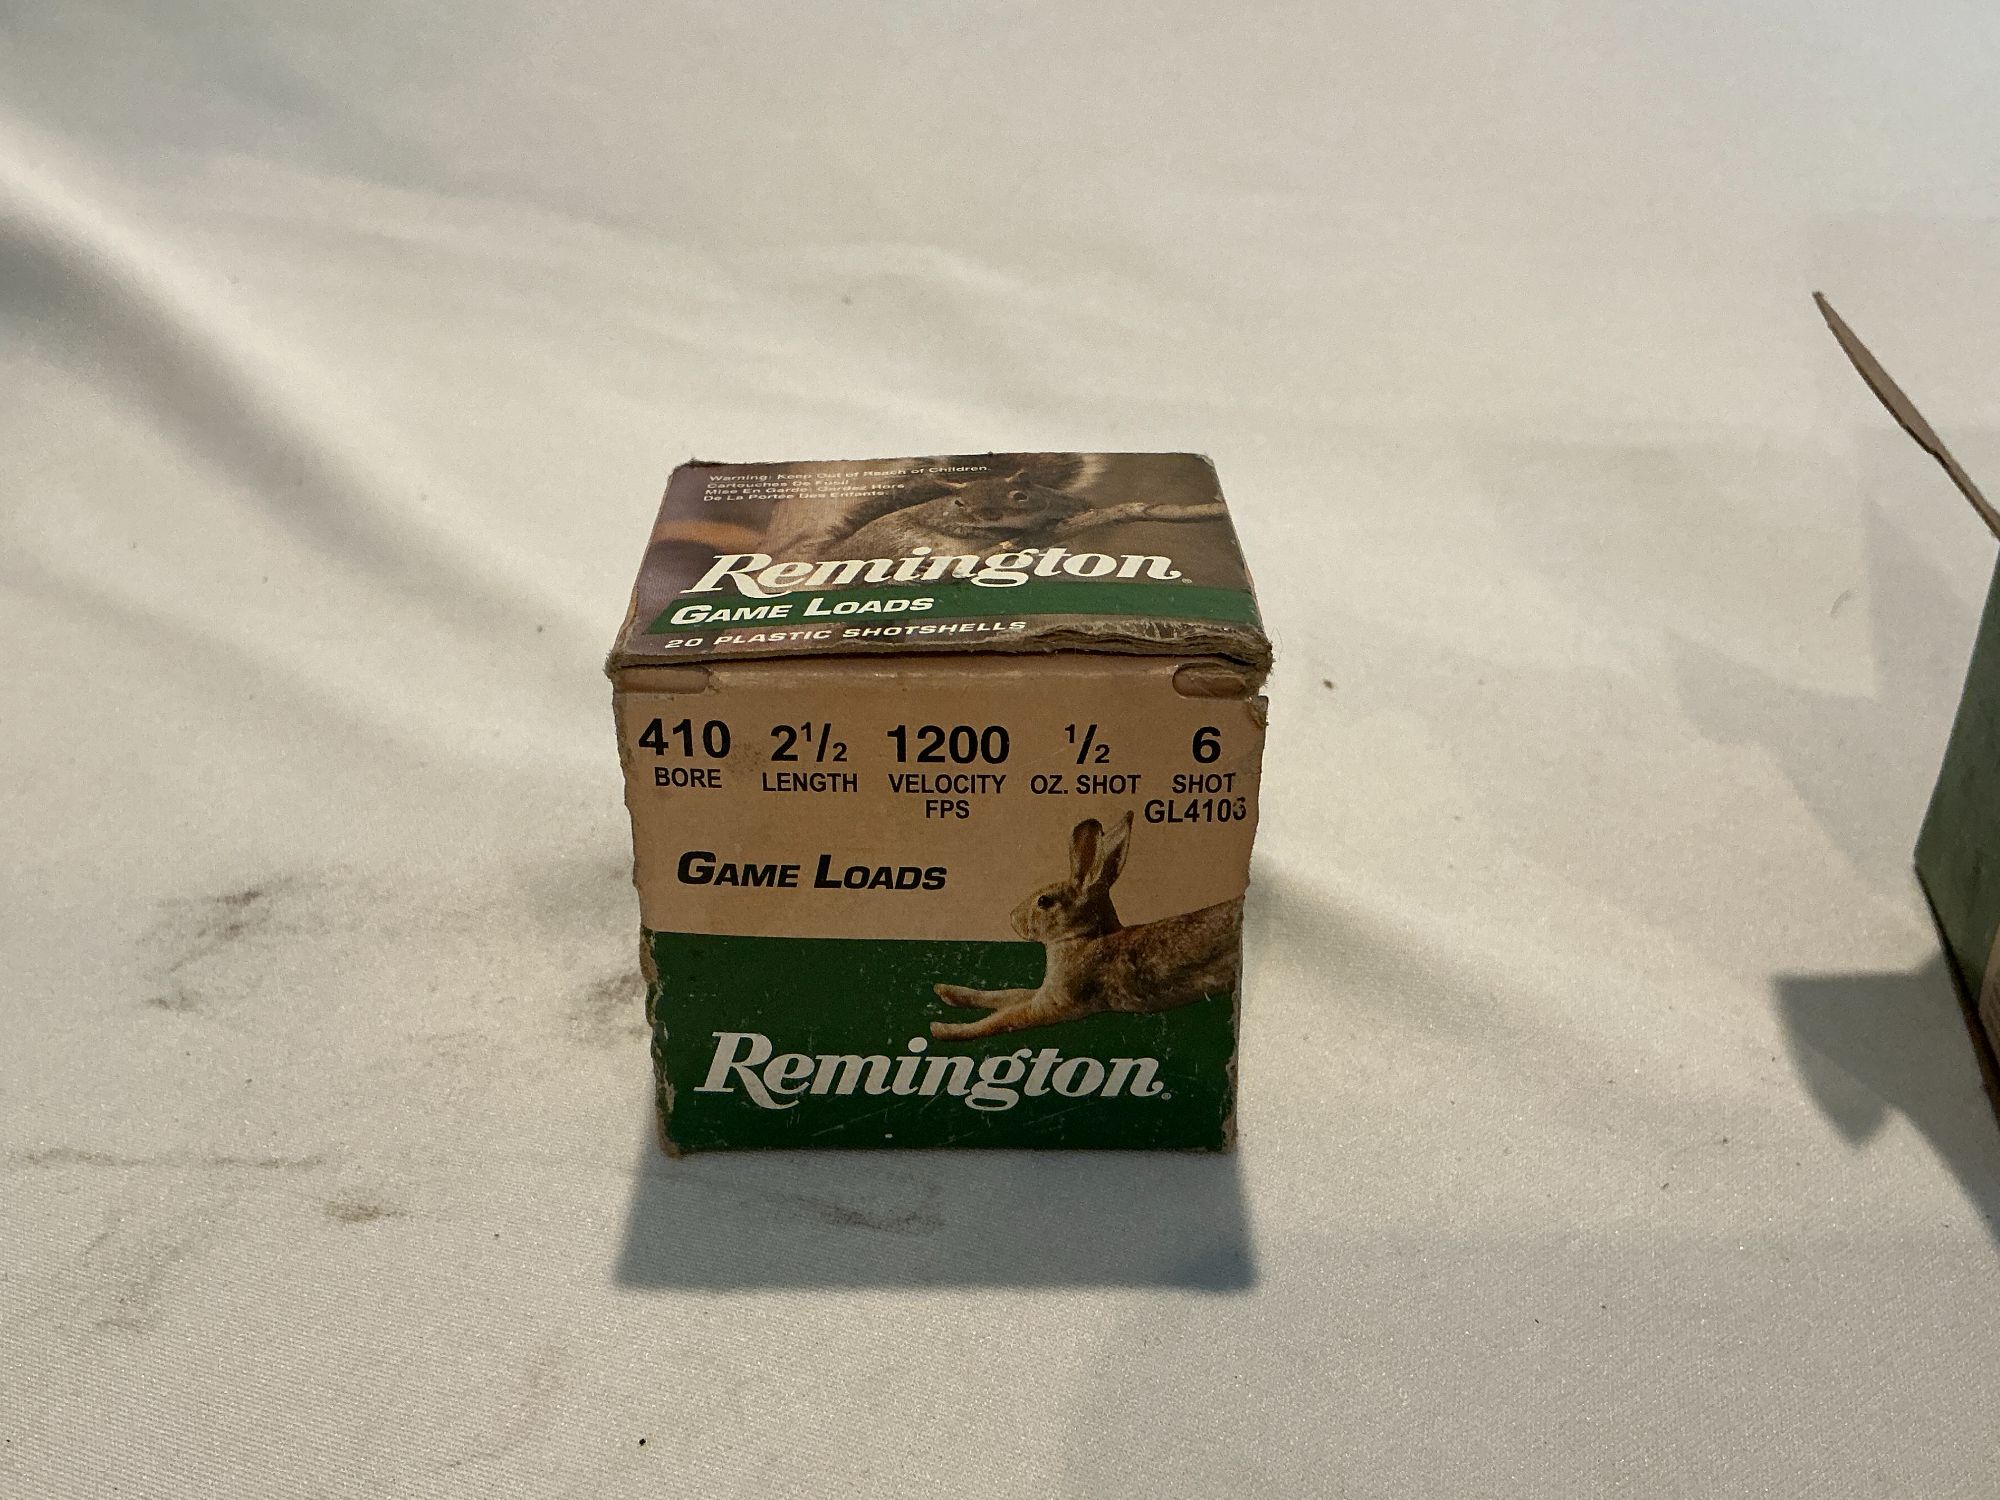 Warning: Keep Out of Reach of Children.
Cartouches De Fusil
Mise En Garde: Gardez Hors
De La Portée Des Enfants.
Remington®
GAME LOADS
20 PLASTIC SHOTSHELLS
410 2 1/2 1200 1/2 6
BORE LENGTH VELOCITY OZ. SHOT SHOT
FPS GL4106
GAME LOADS
Remington®